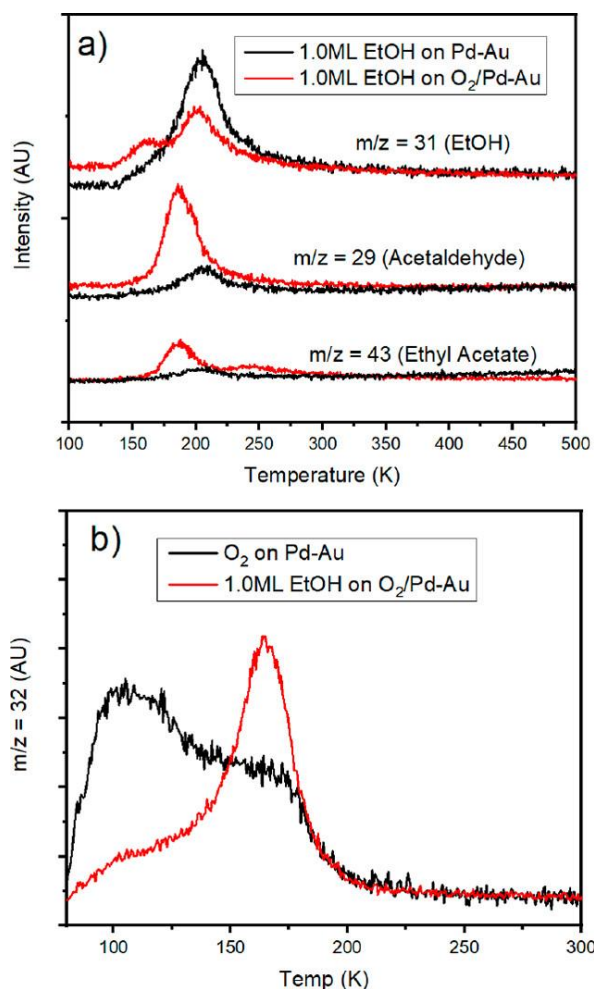 a)
1.0ML EtOH on Pd-Au
1.0ML EtOH on O₂/Pd-Au
m/z = 31 (EtOH)
m/z = 29 (Acetaldehyde)
m/z = 43 (Ethyl Acetate)
Intensity (AU)
100 150 200 250 300 350 400 450 500
Temperature (K)
b)
O₂ on Pd-Au
1.0ML EtOH on O₂/Pd-Au
m/z = 32 (AU)
100 150 200 250 300
Temp (K)